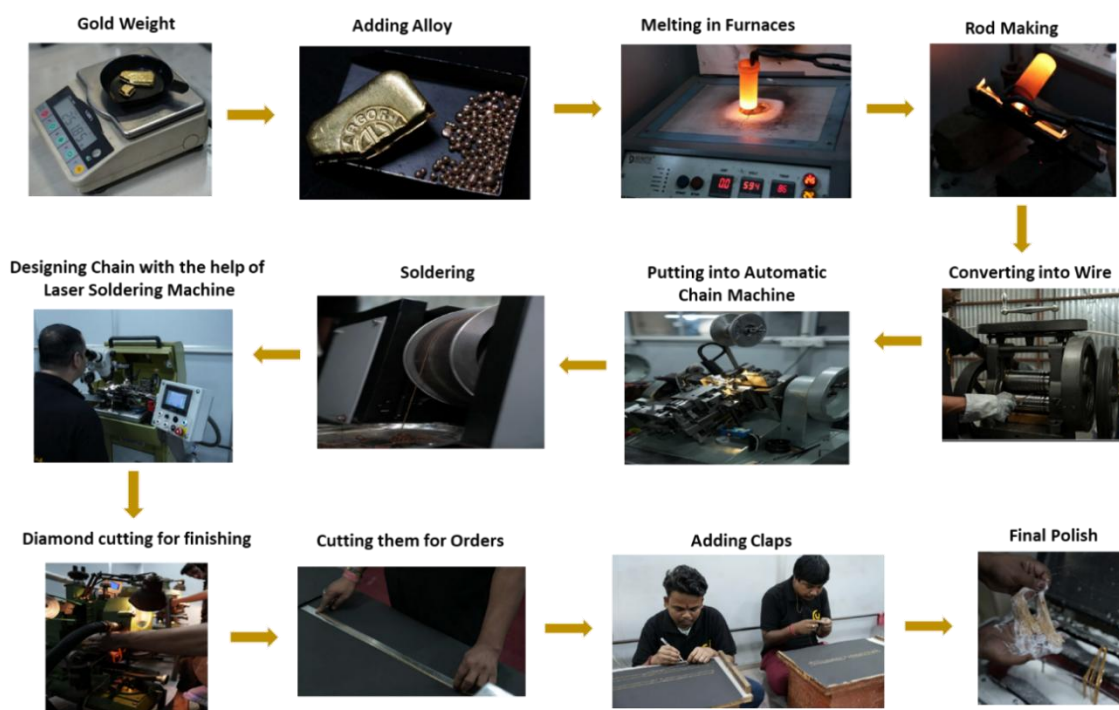 Gold Weight
Adding Alloy
Melting in Furnaces
Rod Making
Converting into Wire
Putting into Automatic
Chain Machine
Soldering
Designing Chain with the help of
Laser Soldering Machine
Diamond cutting for finishing
Cutting them for Orders
Adding Claps
Final Polish